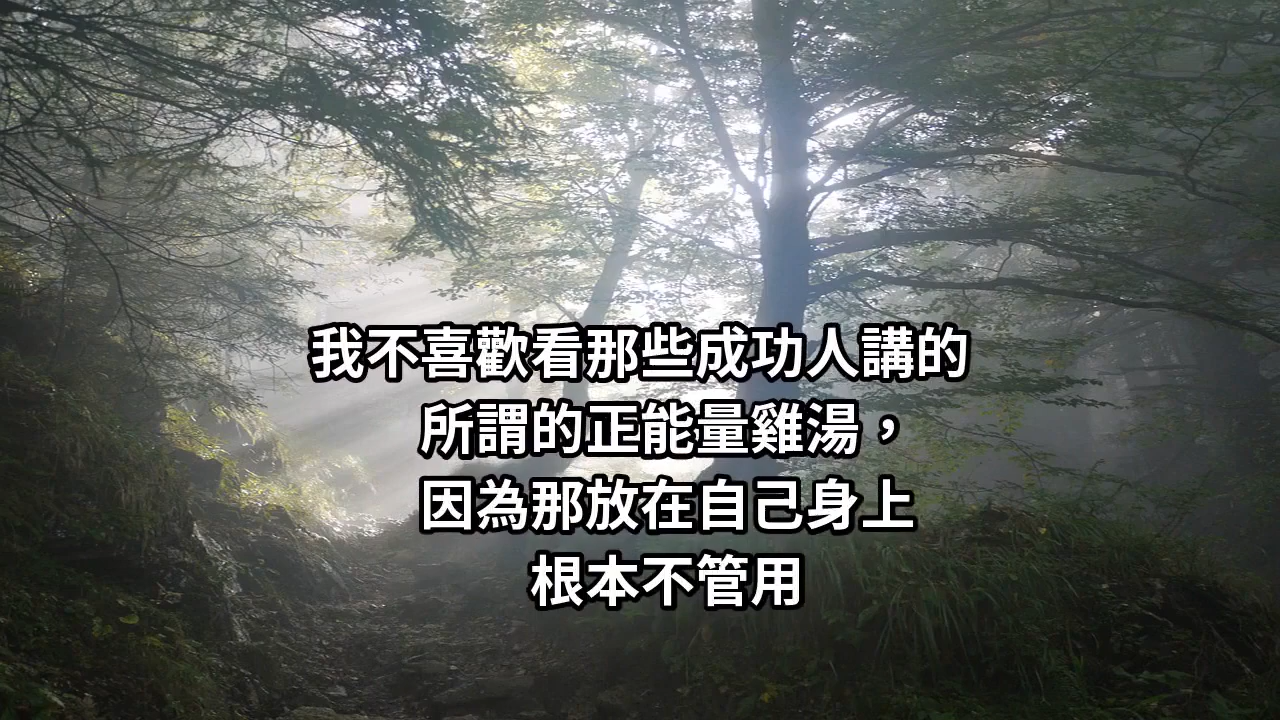 我不喜歡看那些成功人講的
所謂的正能量雞湯，
因為那放在自己身上
根本不管用